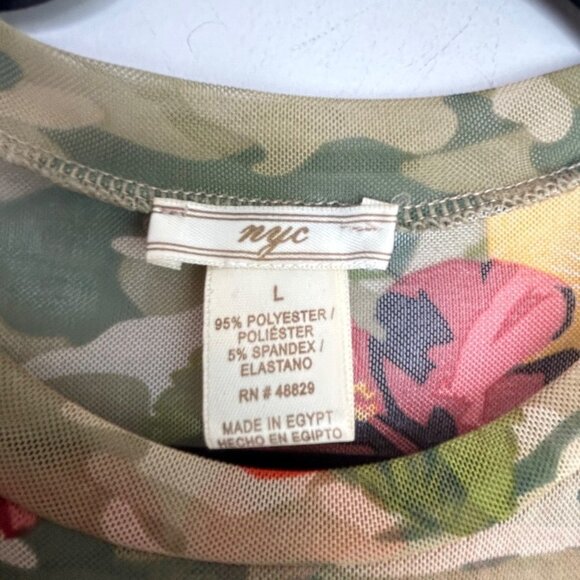 nyc
L
95% POLYESTER /
POLIÉSTER
5% SPANDEX /
ELASTANO
RN # 48829
MADE IN EGYPT
HECHO EN EGIPTO